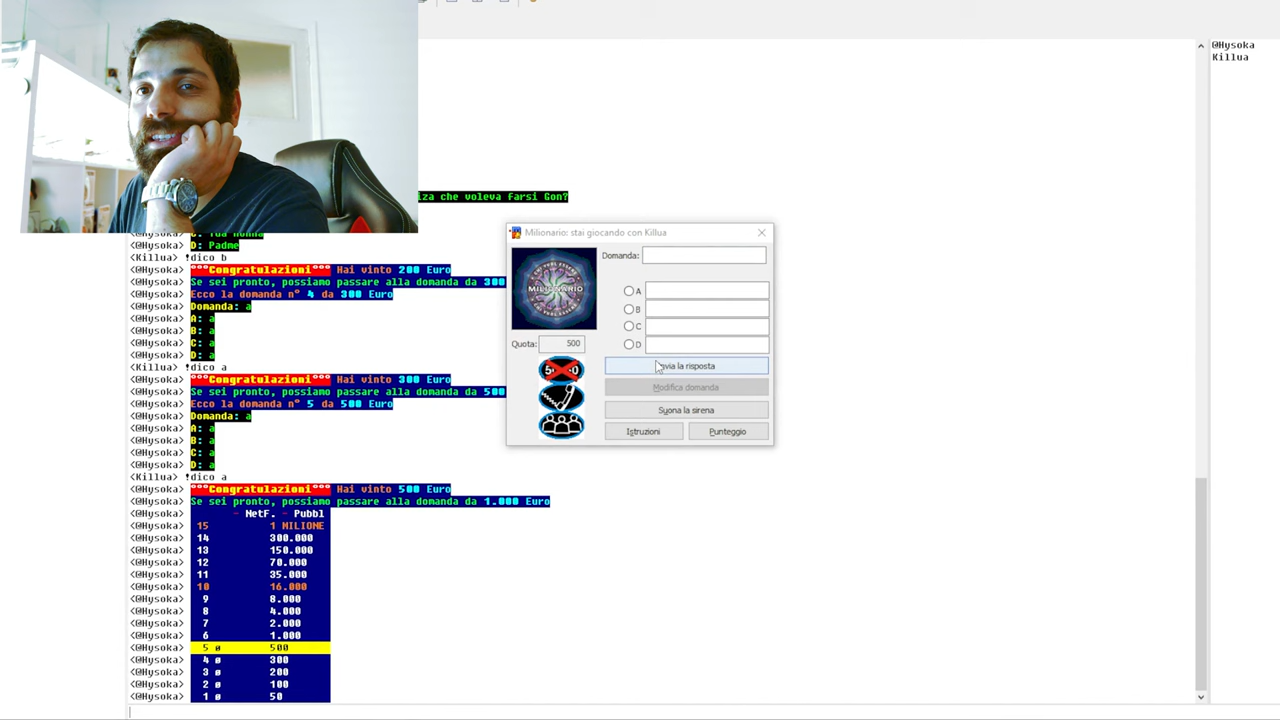 @Hysoka
Killua
iza che voleva farsi Gon?
<@Hysoka> D: Padme
<Killua> !dico b
<@Hysoka> °°°Congratulazioni°°° Hai vinto 200 Euro
<@Hysoka> Se sei pronto, possiamo passare alla domanda da 300
<@Hysoka> Ecco la domanda n° 4 da 300 Euro
<@Hysoka> Domanda: a
<@Hysoka> A: a
<@Hysoka> B: a
<@Hysoka> C: a
<@Hysoka> D: a
<Killua> !dico a
<@Hysoka> °°°Congratulazioni°°° Hai vinto 300 Euro
<@Hysoka> Se sei pronto, possiamo passare alla domanda da 500
<@Hysoka> Ecco la domanda n° 5 da 500 Euro
<@Hysoka> Domanda: a
<@Hysoka> A: a
<@Hysoka> B: a
<@Hysoka> C: a
<@Hysoka> D: a
<Killua> !dico a
<@Hysoka> °°°Congratulazioni°°° Hai vinto 500 Euro
<@Hysoka> Se sei pronto, possiamo passare alla domanda da 1.000 Euro
<@Hysoka> - NetF. - Pubbl
<@Hysoka> 15 1 MILIONE
<@Hysoka> 14 300.000
<@Hysoka> 13 150.000
<@Hysoka> 12 70.000
<@Hysoka> 11 35.000
<@Hysoka> 10 16.000
<@Hysoka> 9 8.000
<@Hysoka> 8 4.000
<@Hysoka> 7 2.000
<@Hysoka> 6 1.000
<@Hysoka> 5 ø 500
<@Hysoka> 4 ø 300
<@Hysoka> 3 ø 200
<@Hysoka> 2 ø 100
<@Hysoka> 1 ø 50
Milionario: stai giocando con Killua
Domanda:
MILIONARIO
A
B
C
D
Quota: 500
nvia la risposta
Modifica domanda
Suona la sirena
Istruzioni
Punteggio